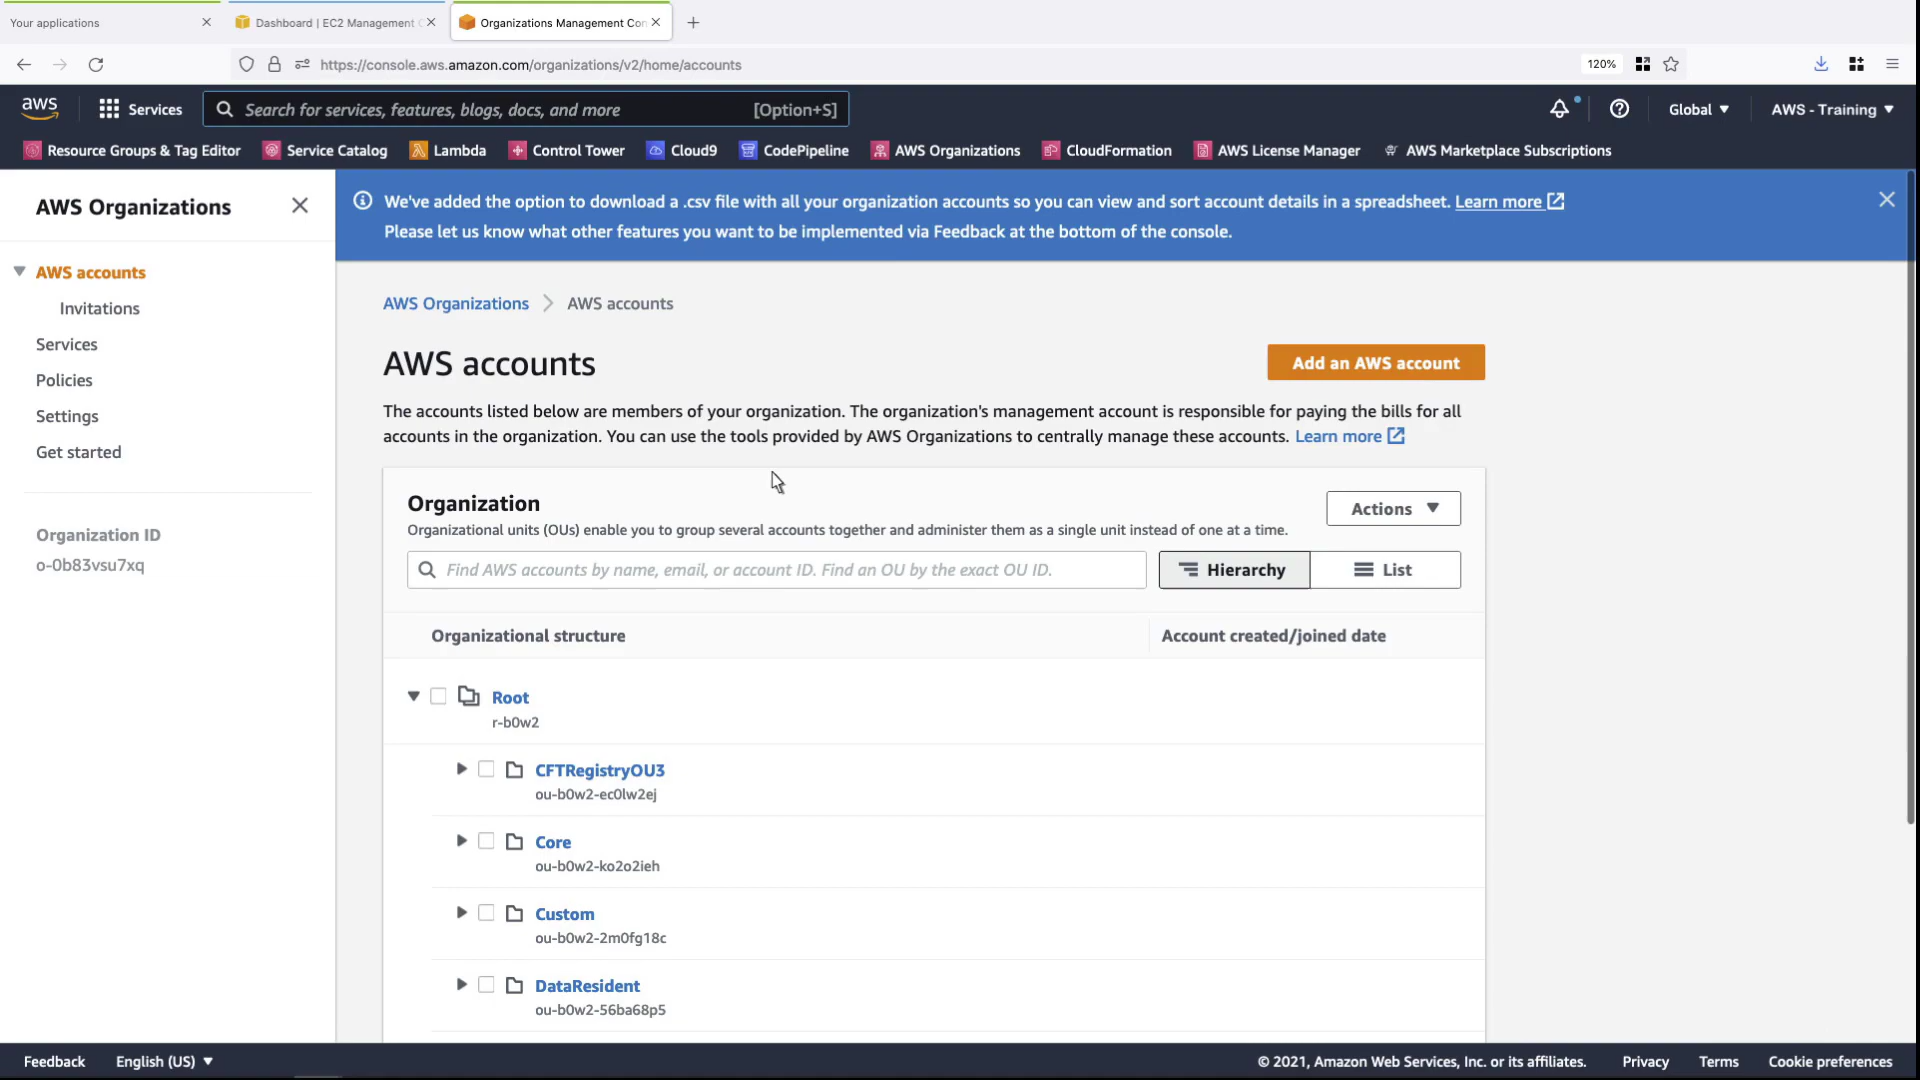 Your applications
Dashboard | EC2 Management C
Organizations Management Con
https://console.aws.amazon.com/organizations/v2/home/accounts
120%
aws
Services
Search for services, features, blogs, docs, and more
[Option+S]
Global
AWS - Training
Resource Groups & Tag Editor
Service Catalog
Lambda
Control Tower
Cloud9
CodePipeline
AWS Organizations
CloudFormation
AWS License Manager
AWS Marketplace Subscriptions
AWS Organizations
AWS accounts
Invitations
Services
Policies
Settings
Get started
Organization ID
o-0b83vsu7xq
We've added the option to download a .csv file with all your organization accounts so you can view and sort account details in a spreadsheet. Learn more
Please let us know what other features you want to be implemented via Feedback at the bottom of the console.
AWS Organizations
AWS accounts
AWS accounts
Add an AWS account
The accounts listed below are members of your organization. The organization's management account is responsible for paying the bills for all
accounts in the organization. You can use the tools provided by AWS Organizations to centrally manage these accounts. Learn more
Organization
Organizational units (OUs) enable you to group several accounts together and administer them as a single unit instead of one at a time.
Actions
Find AWS accounts by name, email, or account ID. Find an OU by the exact OU ID.
Hierarchy
List
Organizational structure
Account created/joined date
Root
r-b0w2
CFTRegistryOU3
ou-b0w2-ec0lw2ej
Core
ou-b0w2-ko2o2ieh
Custom
ou-b0w2-2m0fg18c
DataResident
ou-b0w2-56ba68p5
Feedback
English (US)
© 2021, Amazon Web Services, Inc. or its affiliates.
Privacy
Terms
Cookie preferences